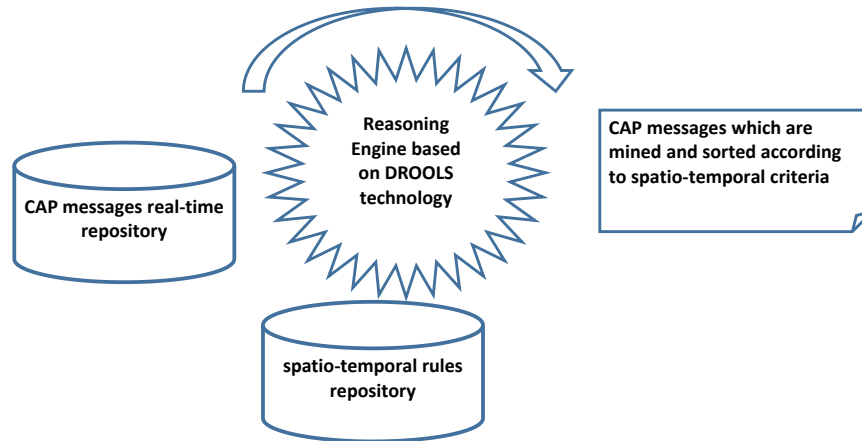 CAP messages real-time
repository
Reasoning
Engine based
on DROOLS
technology
CAP messages which are
mined and sorted according
to spatio-temporal criteria
spatio-temporal rules
repository